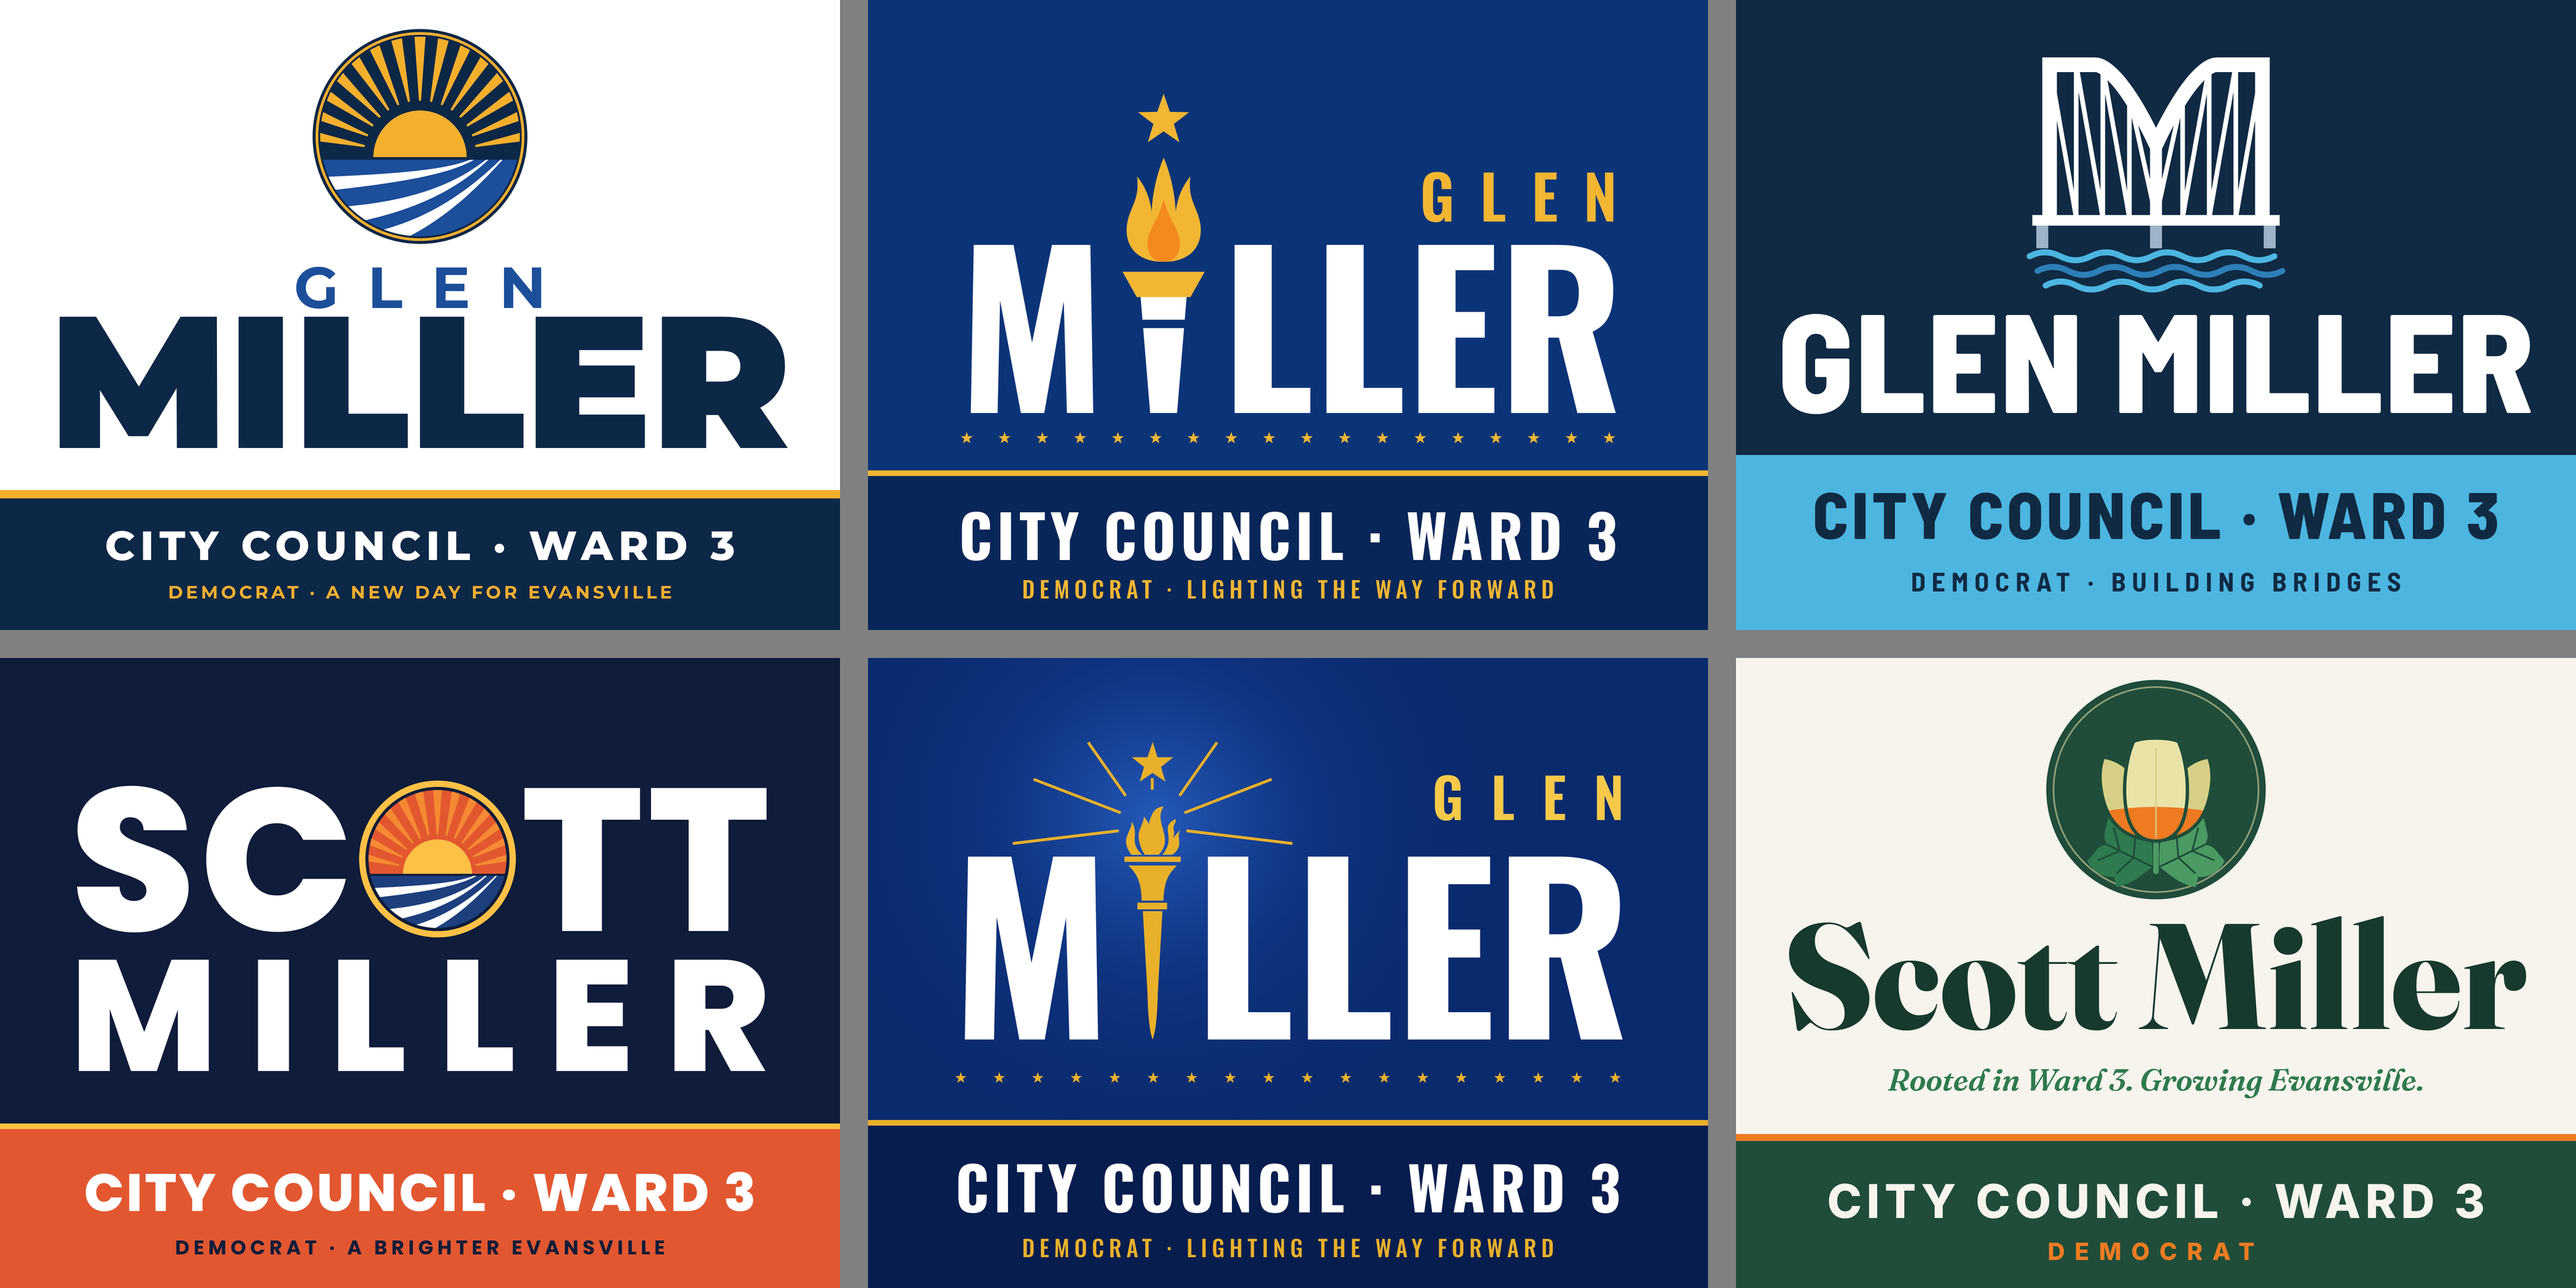 GLEN
MILLER
CITY COUNCIL · WARD 3
DEMOCRAT · A NEW DAY FOR EVANSVILLE
GLEN
MILLER
CITY COUNCIL · WARD 3
DEMOCRAT · LIGHTING THE WAY FORWARD
GLEN MILLER
CITY COUNCIL · WARD 3
DEMOCRAT · BUILDING BRIDGES
SCOTT
MILLER
CITY COUNCIL · WARD 3
DEMOCRAT · A BRIGHTER EVANSVILLE
GLEN
MILLER
CITY COUNCIL · WARD 3
DEMOCRAT · LIGHTING THE WAY FORWARD
Scott Miller
Rooted in Ward 3. Growing Evansville.
CITY COUNCIL · WARD 3
DEMOCRAT